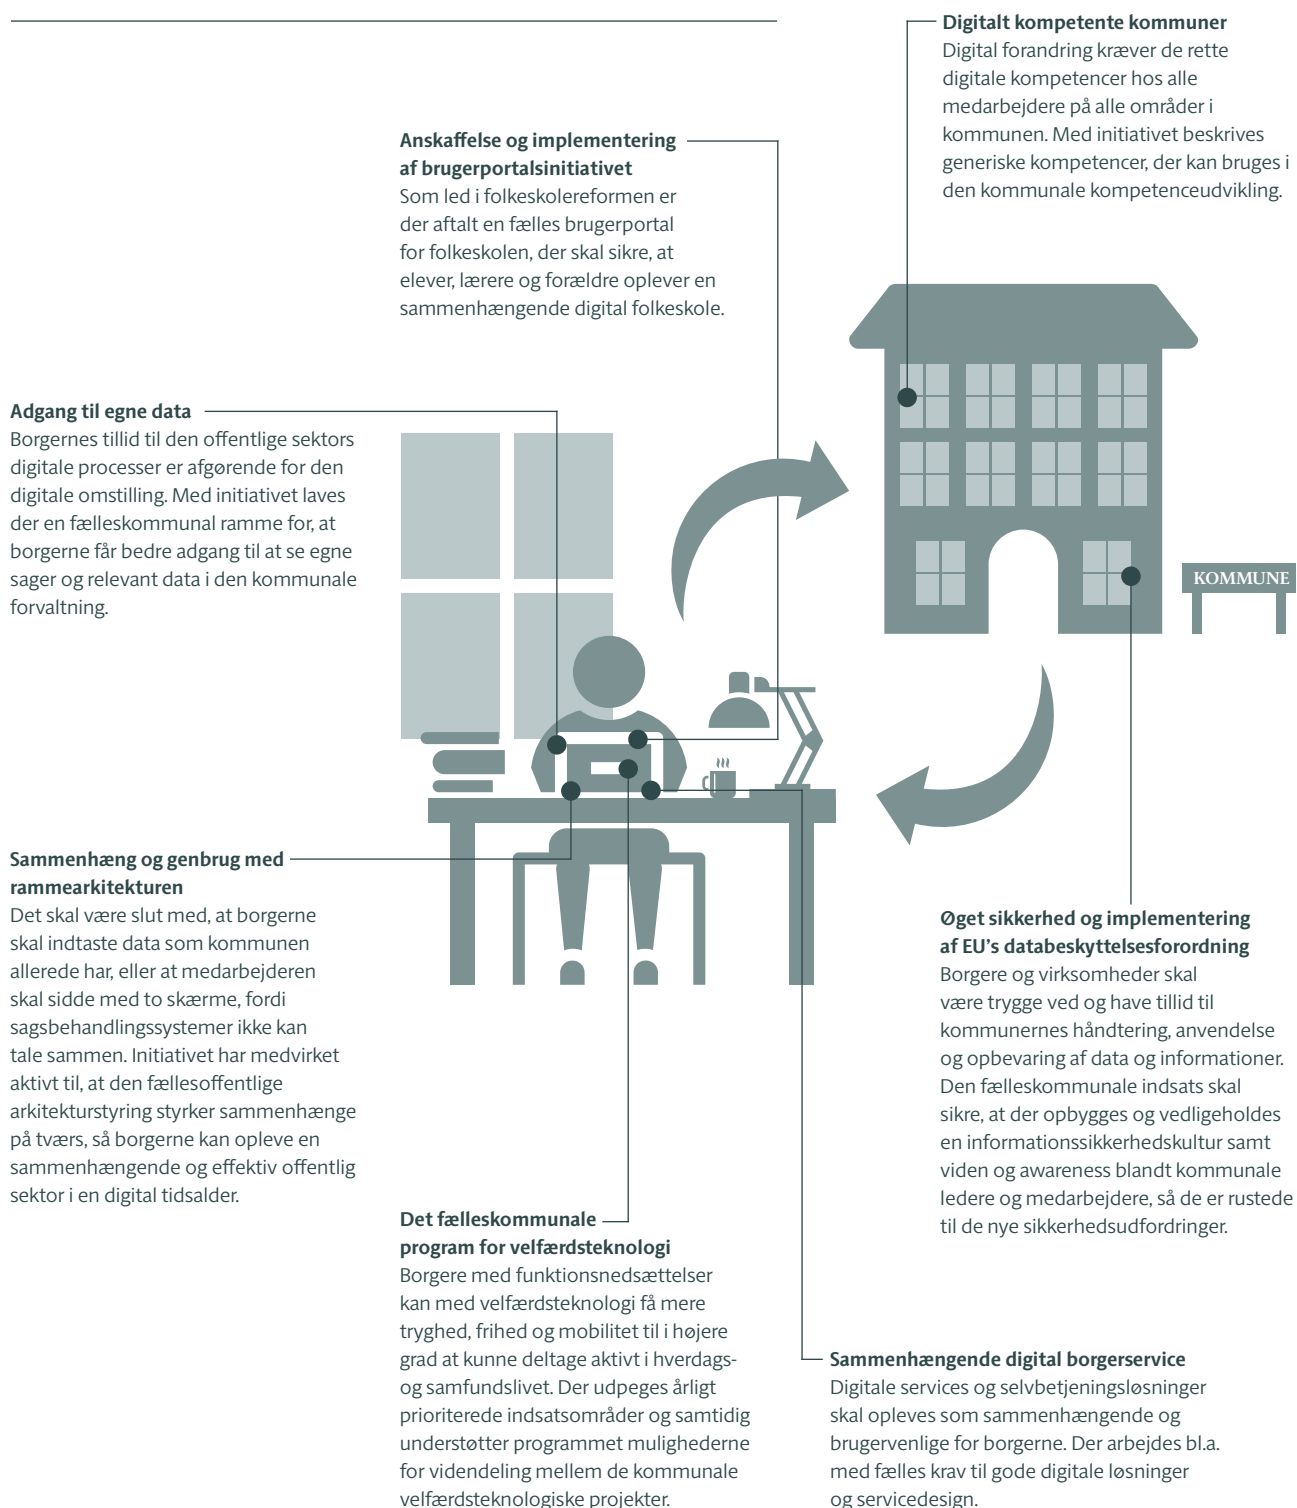 Digitalt kompetente kommuner
Digital forandring kræver de rette
digitale kompetencer hos alle
medarbejdere på alle områder i
kommunen. Med initiativet beskrives
generiske kompetencer, der kan bruges i
den kommunale kompetenceudvikling.
Anskaffelse og implementering
af brugerportalsinitiativet
Som led i folkeskolereformen er
der aftalt en fælles brugerportal
for folkeskolen, der skal sikre, at
elever, lærere og forældre oplever en
sammenhængende digital folkeskole.
Adgang til egne data
Borgernes tillid til den offentlige sektors
digitale processer er afgørende for den
digitale omstilling. Med initiativet laves
der en fælleskommunal ramme for, at
borgerne får bedre adgang til at se egne
sager og relevant data i den kommunale
forvaltning.
KOMMUNE
Sammenhæng og genbrug med
rammearkitekturen
Det skal være slut med, at borgerne
skal indtaste data som kommunen
allerede har, eller at medarbejderen
skal sidde med to skærme, fordi
sagsbehandlingssystemer ikke kan
tale sammen. Initiativet har medvirket
aktivt til, at den fællesoffentlige
arkitekturstyring styrker sammenhænge
på tværs, så borgerne kan opleve en
sammenhængende og effektiv offentlig
sektor i en digital tidsalder.
Øget sikkerhed og implementering
af EU's databeskyttelsesforordning
Borgere og virksomheder skal
være trygge ved og have tillid til
kommunernes håndtering, anvendelse
og opbevaring af data og informationer.
Den fælleskommunale indsats skal
sikre, at der opbygges og vedligeholdes
en informationssikkerhedskultur samt
viden og awareness blandt kommunale
ledere og medarbejdere, så de er rustede
til de nye sikkerhedsudfordringer.
Det fælleskommunale
program for velfærdsteknologi
Borgere med funktionsnedsættelser
kan med velfærdsteknologi få mere
tryghed, frihed og mobilitet til i højere
grad at kunne deltage aktivt i hverdags-
og samfundslivet. Der udpeges årligt
prioriterede indsatsområder og samtidig
understøtter programmet mulighederne
for videndeling mellem de kommunale
velfærdsteknologiske projekter.
Sammenhængende digital borgerservice
Digitale services og selvbetjeningsløsninger
skal opleves som sammenhængende og
brugervenlige for borgerne. Der arbejdes bl.a.
med fælles krav til gode digitale løsninger
og servicedesign.